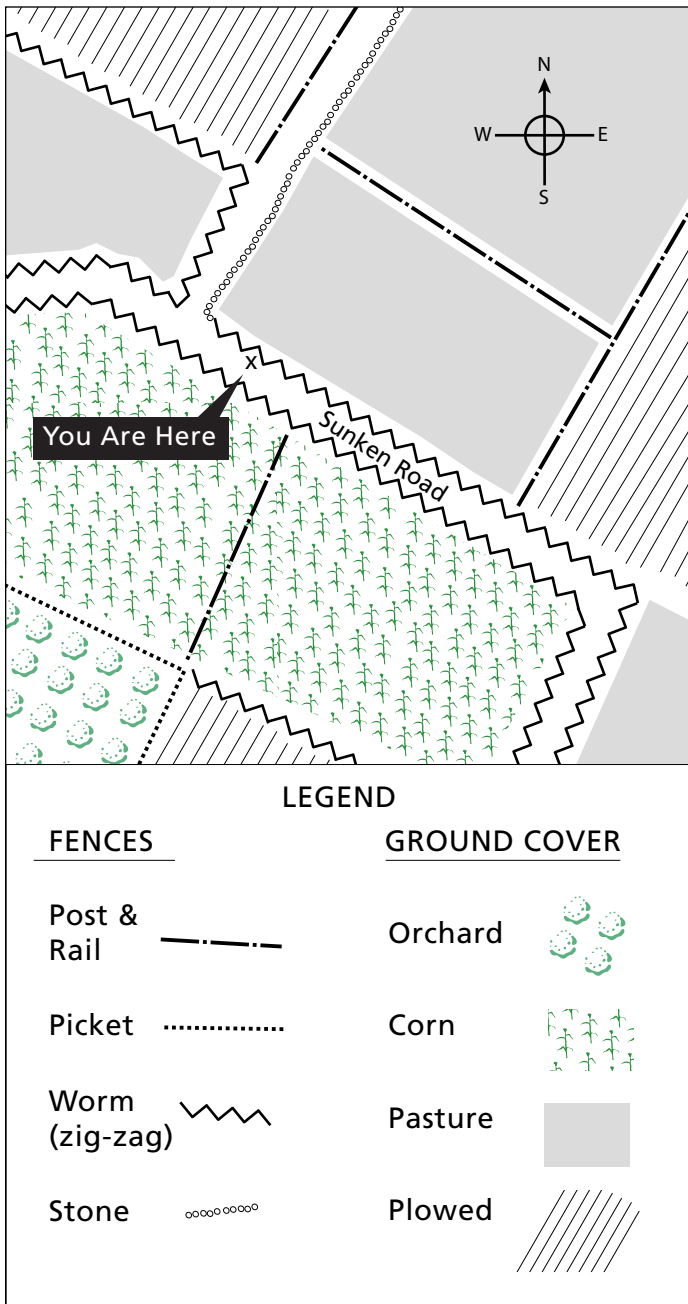 N
W E
S
x
You Are Here
Sunken Road
LEGEND
FENCES
Post &
Rail
Picket
Worm
(zig-zag)
Stone
GROUND COVER
Orchard
Corn
Pasture
Plowed